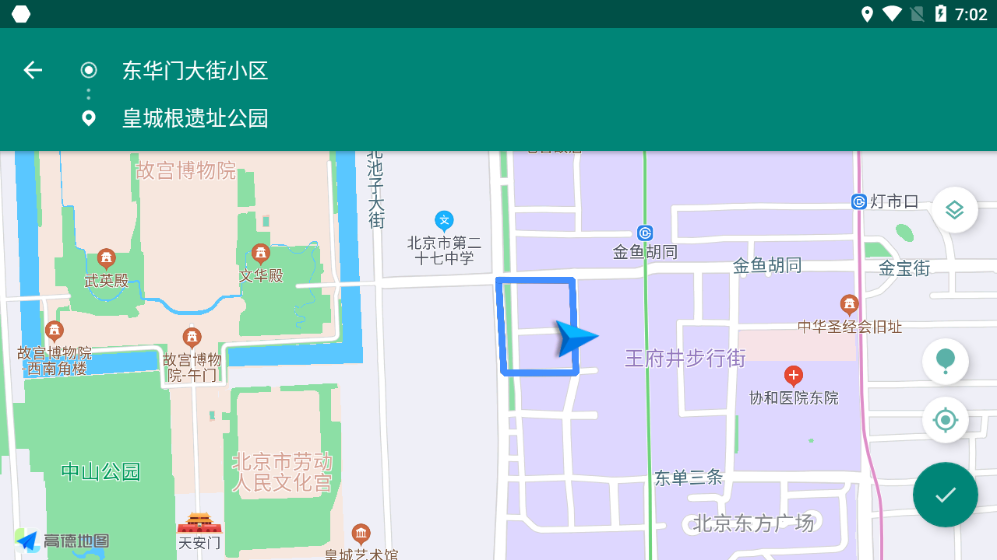 7:02
东华门大街小区
皇城根遗址公园
故宫博物院
北池子大街
灯市口
北京市第二
十七中学
金鱼胡同
金鱼胡同
金宝街
武英殿
文华殿
中华圣经会旧址
故宫博物院
-西南角楼
故宫博物
院-午门
王府井步行街
协和医院东院
中山公园
北京市劳动
人民文化宫
东单三条
北京东方广场
天安门
高德地图
皇城艺术馆